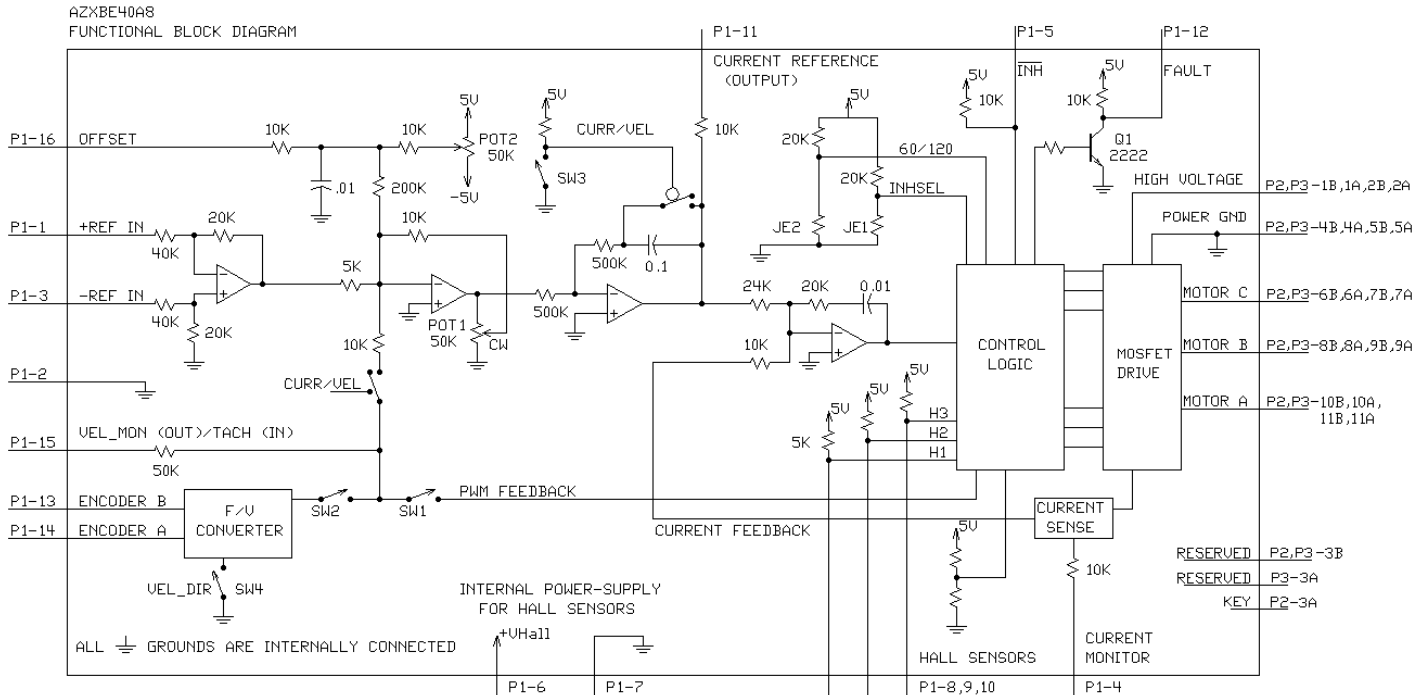 AZXBE40A8
FUNCTIONAL BLOCK DIAGRAM
P1-11
P1-5
P1-12
CURRENT REFERENCE
(OUTPUT)
INH
FAULT
5V
10K
5V
10K
Q1
2222
P1-16
OFFSET
10K
10K
5V
POT2
50K
-5V
.01
200K
5V
CURR/VEL
SW3
10K
5V
20K
60/120
20K
INHSEL
JE2
JE1
HIGH VOLTAGE
P2,P3-1B,1A,2B,2A
POWER GND
P2,P3-4B,4A,5B,5A
P1-1
+REF IN
40K
20K
10K
500K
0.1
P1-3
-REF IN
40K
20K
5K
POT1
50K
CW
500K
24K
20K
0.01
10K
CONTROL
LOGIC
MOSFET
DRIVE
MOTOR C
P2,P3-6B,6A,7B,7A
MOTOR B
P2,P3-8B,8A,9B,9A
MOTOR A
P2,P3-10B,10A,
11B,11A
P1-2
10K
CURR/VEL
5V
5V
5V
5K
H3
H2
H1
P1-15
VEL_MON (OUT)/TACH (IN)
50K
P1-13
ENCODER B
P1-14
ENCODER A
F/V
CONVERTER
SW2
SW1
PWM FEEDBACK
CURRENT FEEDBACK
CURRENT
SENSE
5V
10K
VEL_DIR
SW4
RESERVED
P2,P3-3B
RESERVED
P3-3A
KEY
P2-3A
INTERNAL POWER-SUPPLY
FOR HALL SENSORS
+VHall
ALL GROUNDS ARE INTERNALLY CONNECTED
HALL SENSORS
CURRENT
MONITOR
P1-6
P1-7
P1-8,9,10
P1-4